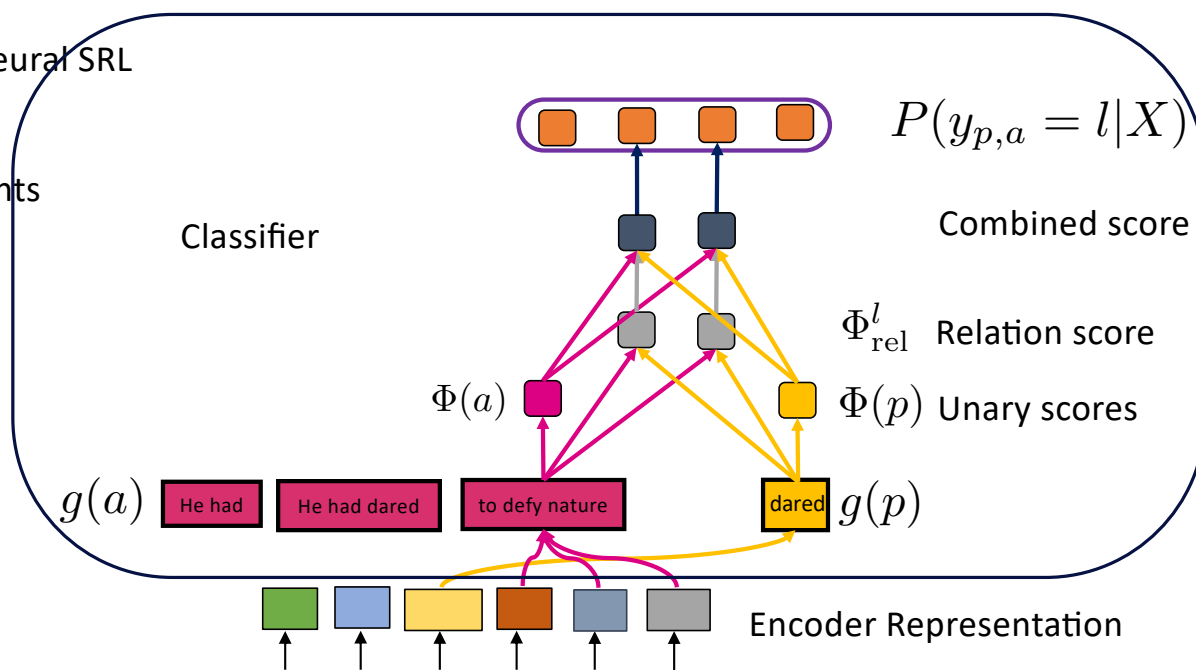 eural SRL
nts
P(y_{p,a} = l|X)
Classifier
Combined score
Φ^l_rel Relation score
Φ(a)
Φ(p) Unary scores
g(a) He had He had dared to defy nature dared g(p)
Encoder Representation